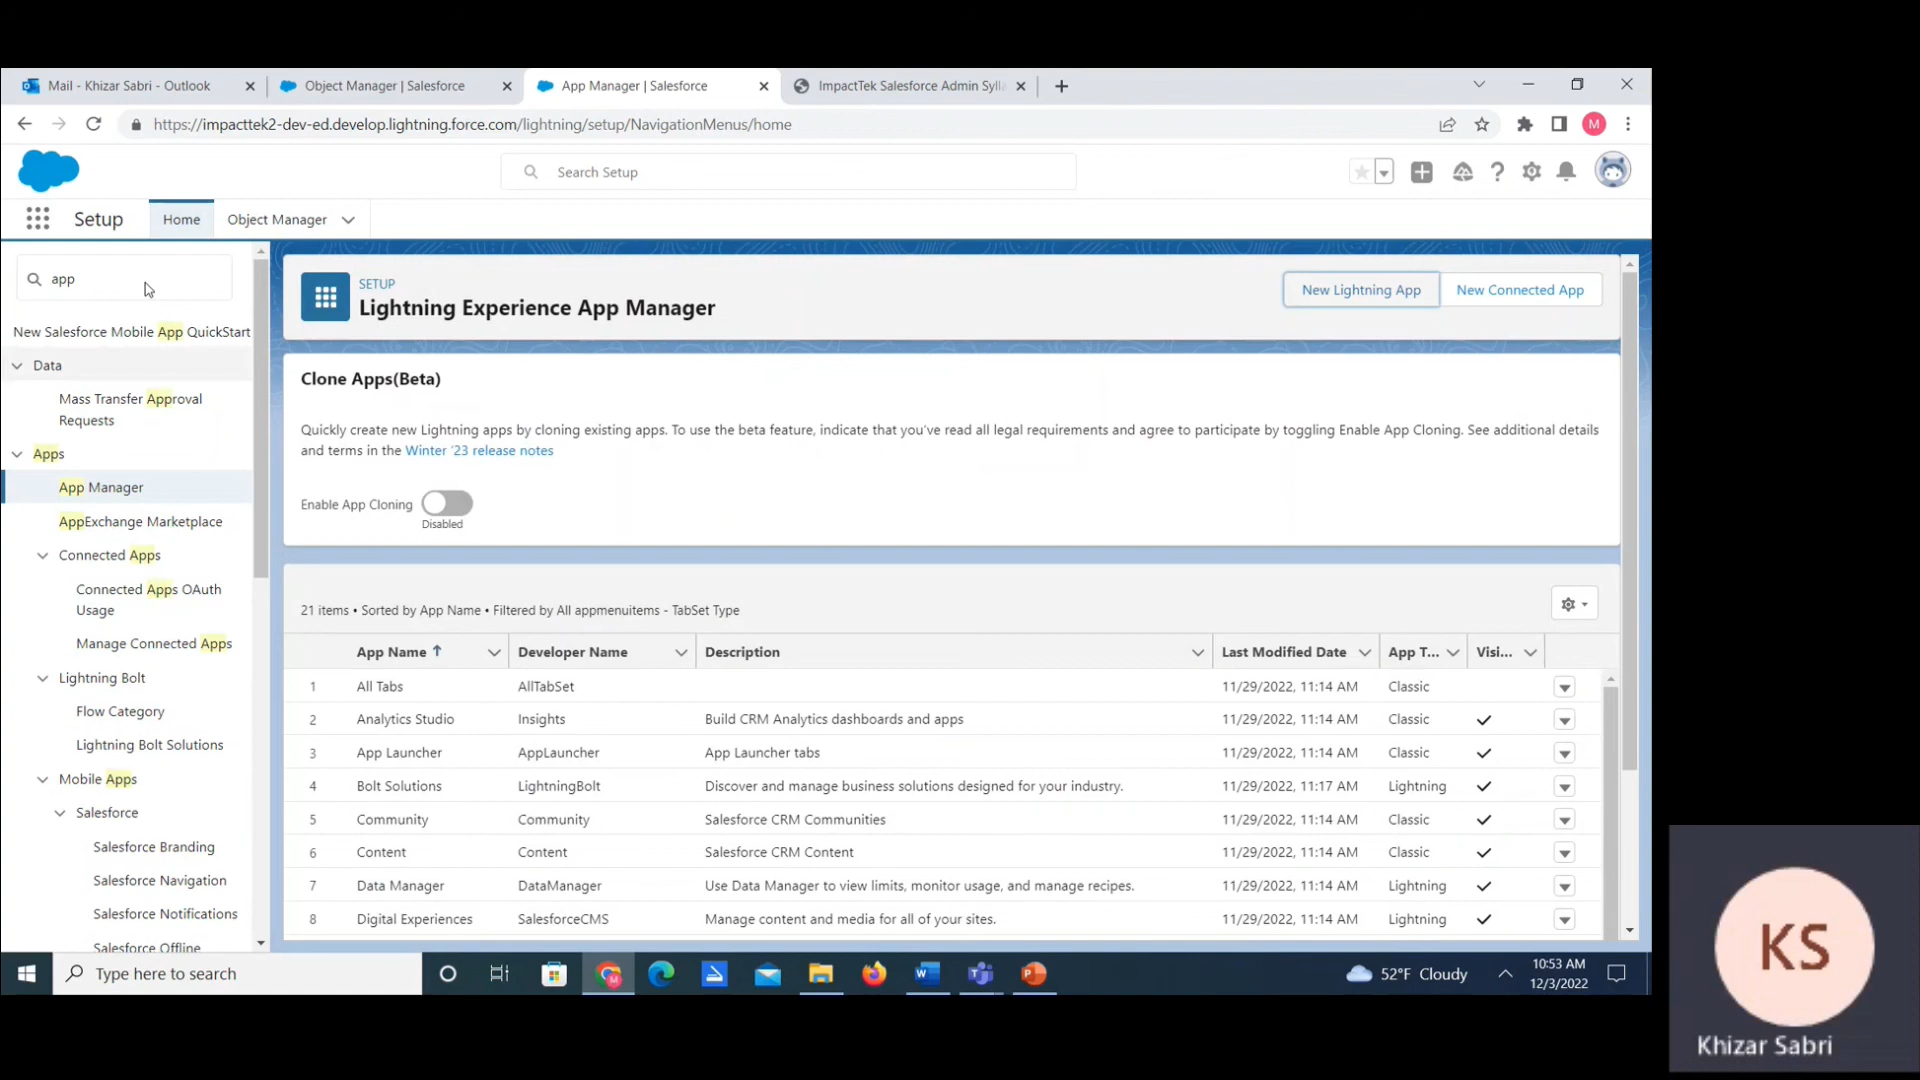 Mail - Khizar Sabri - Outlook
Object Manager | Salesforce
App Manager | Salesforce
ImpactTek Salesforce Admin Sylla
https://impacttek2-dev-ed.develop.lightning.force.com/lightning/setup/NavigationMenus/home
M
Search Setup
Setup
Home
Object Manager
app
New Salesforce Mobile App QuickStart
Data
Mass Transfer Approval
Requests
Apps
App Manager
AppExchange Marketplace
Connected Apps
Connected Apps OAuth
Usage
Manage Connected Apps
Lightning Bolt
Flow Category
Lightning Bolt Solutions
Mobile Apps
Salesforce
Salesforce Branding
Salesforce Navigation
Salesforce Notifications
Salesforce Offline
SETUP
Lightning Experience App Manager
New Lightning App
New Connected App
Clone Apps(Beta)
Quickly create new Lightning apps by cloning existing apps. To use the beta feature, indicate that you've read all legal requirements and agree to participate by toggling Enable App Cloning. See additional details
and terms in the Winter '23 release notes
Enable App Cloning
Disabled
21 items • Sorted by App Name • Filtered by All appmenuitems - TabSet Type
App Name Developer Name Description Last Modified Date App T... Visi...
1 All Tabs AllTabSet 11/29/2022, 11:14 AM Classic
2 Analytics Studio Insights Build CRM Analytics dashboards and apps 11/29/2022, 11:14 AM Classic
3 App Launcher AppLauncher App Launcher tabs 11/29/2022, 11:14 AM Classic
4 Bolt Solutions LightningBolt Discover and manage business solutions designed for your industry. 11/29/2022, 11:17 AM Lightning
5 Community Community Salesforce CRM Communities 11/29/2022, 11:14 AM Classic
6 Content Content Salesforce CRM Content 11/29/2022, 11:14 AM Classic
7 Data Manager DataManager Use Data Manager to view limits, monitor usage, and manage recipes. 11/29/2022, 11:14 AM Lightning
8 Digital Experiences SalesforceCMS Manage content and media for all of your sites. 11/29/2022, 11:14 AM Lightning
Type here to search
52°F Cloudy
10:53 AM
12/3/2022
KS
Khizar Sabri